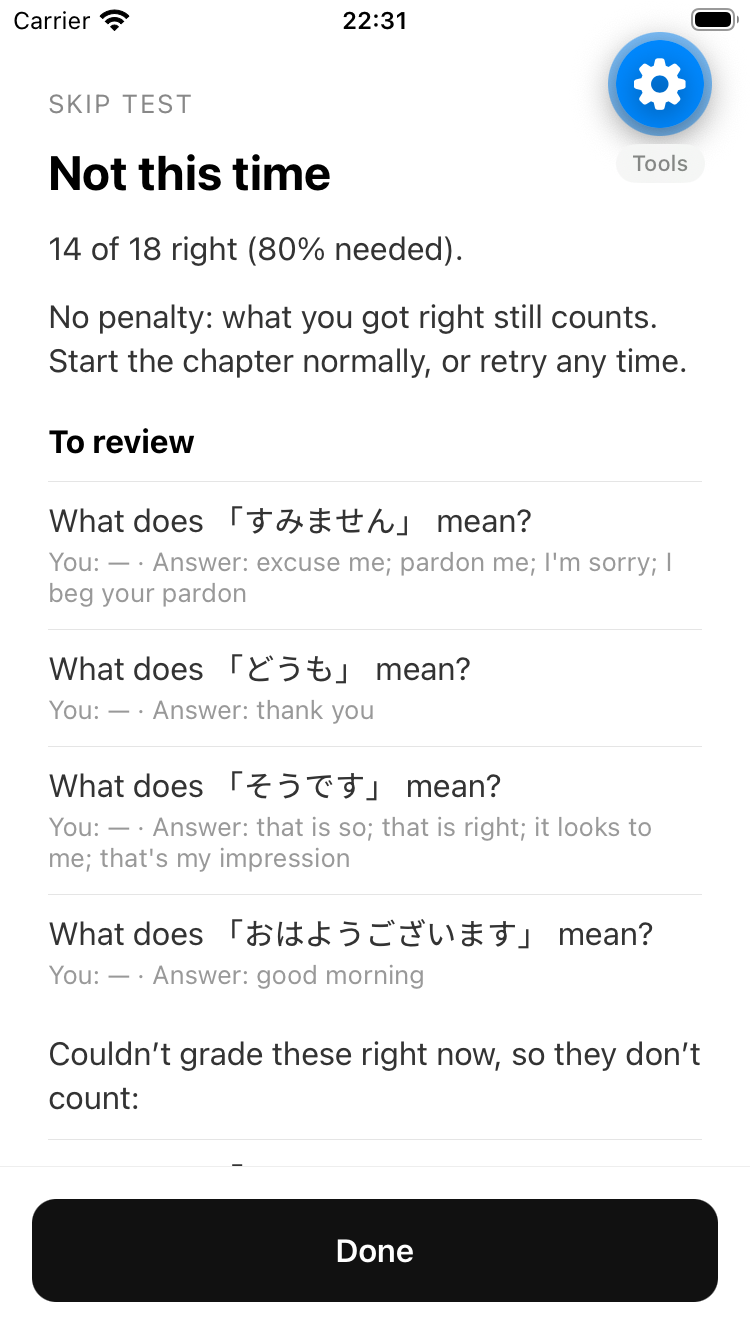 Carrier 22:31
SKIP TEST
Tools
Not this time
14 of 18 right (80% needed).
No penalty: what you got right still counts.
Start the chapter normally, or retry any time.
To review
What does 「すみません」 mean?
You: — · Answer: excuse me; pardon me; I'm sorry; I
beg your pardon
What does 「どうも」 mean?
You: — · Answer: thank you
What does 「そうです」 mean?
You: — · Answer: that is so; that is right; it looks to
me; that's my impression
What does 「おはようございます」 mean?
You: — · Answer: good morning
Couldn’t grade these right now, so they don’t
count:
Done